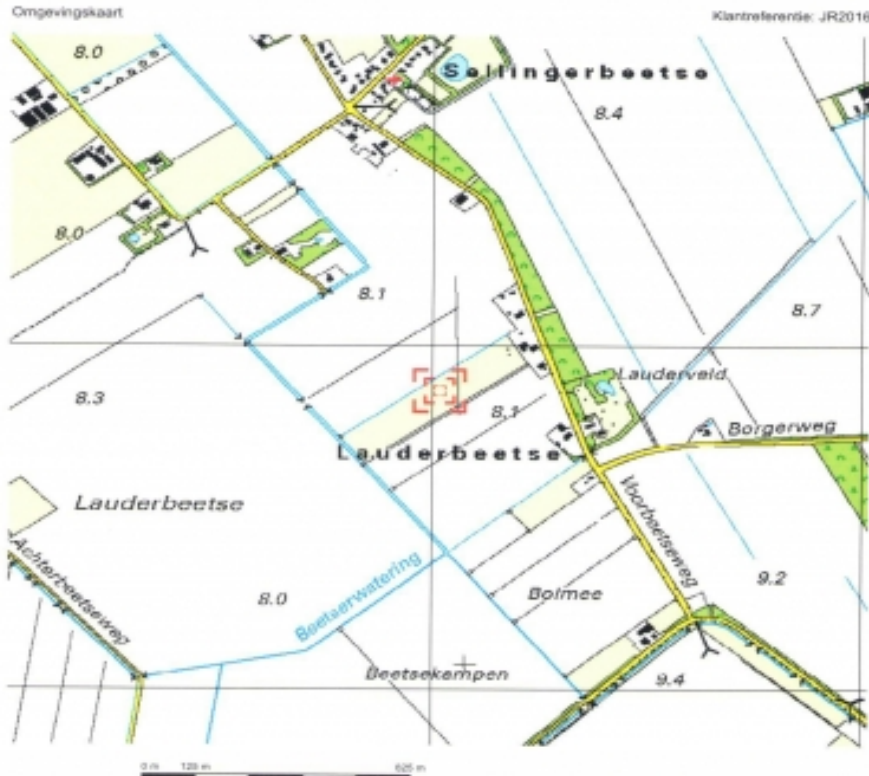 Omgevingskaart
Klantreferentie: JR2016
8.0
Sellingerbeetse
8.4
8.0
8.1
8.7
8.3
Lauderveld
8.1
Borgerweg
Lauderbeetse
Lauderbeetse
Voorbeetseweg
Achterbeetseweg
Beetserwatering
8.0
Bolmee
9.2
Beetsekampen
9.4
0 m
125 m
625 m